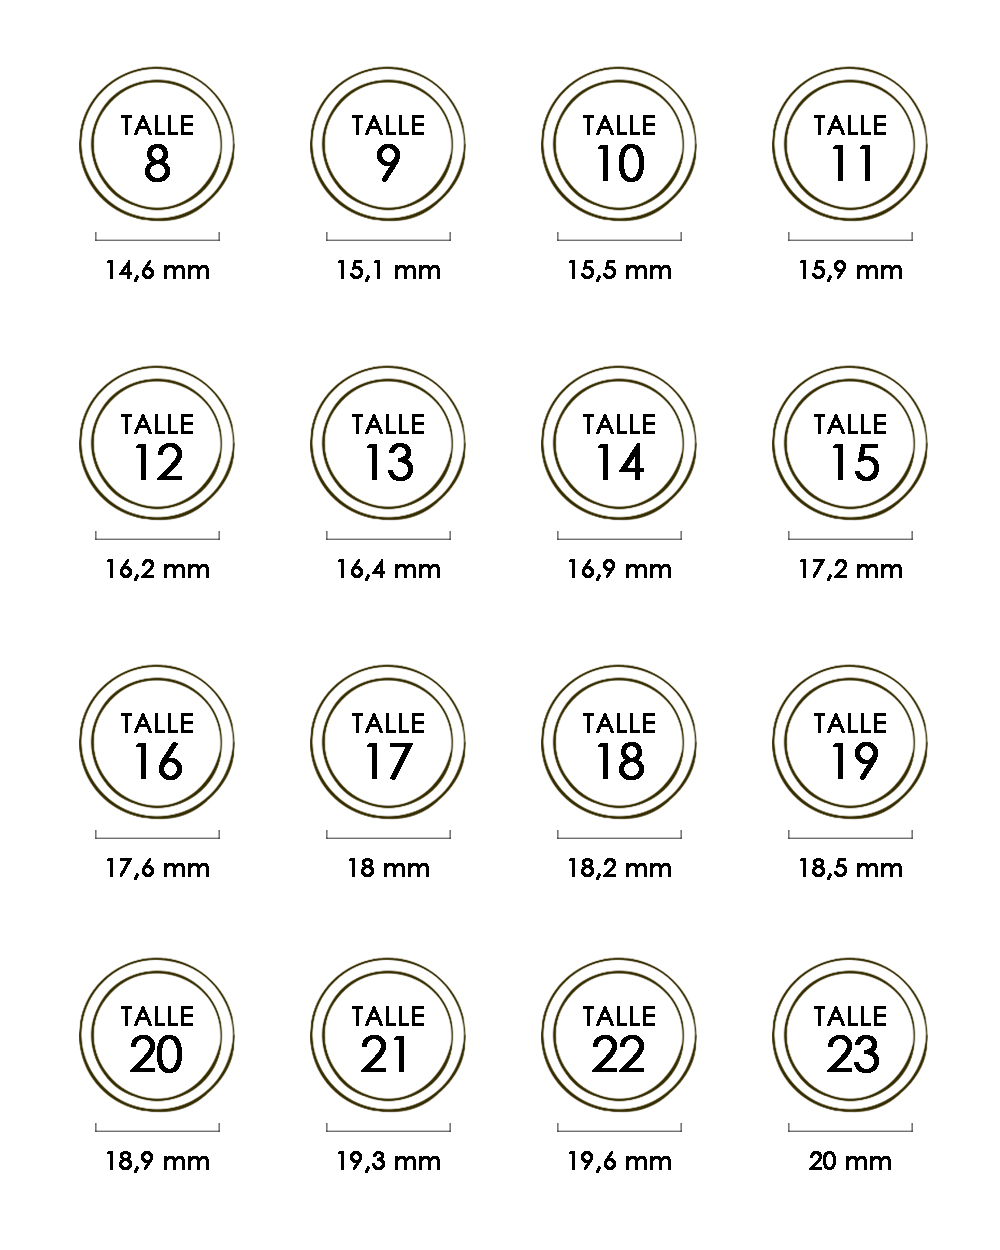 TALLE
8
14,6 mm
TALLE
9
15,1 mm
TALLE
10
15,5 mm
TALLE
11
15,9 mm
TALLE
12
16,2 mm
TALLE
13
16,4 mm
TALLE
14
16,9 mm
TALLE
15
17,2 mm
TALLE
16
17,6 mm
TALLE
17
18 mm
TALLE
18
18,2 mm
TALLE
19
18,5 mm
TALLE
20
18,9 mm
TALLE
21
19,3 mm
TALLE
22
19,6 mm
TALLE
23
20 mm